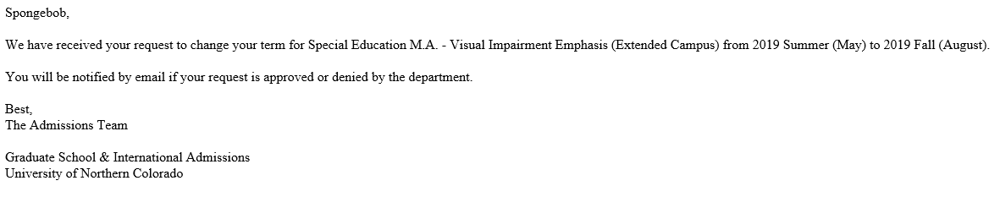 Spongebob,
We have received your request to change your term for Special Education M.A. - Visual Impairment Emphasis (Extended Campus) from 2019 Summer (May) to 2019 Fall (August).
You will be notified by email if your request is approved or denied by the department.
Best,
The Admissions Team
Graduate School & International Admissions
University of Northern Colorado